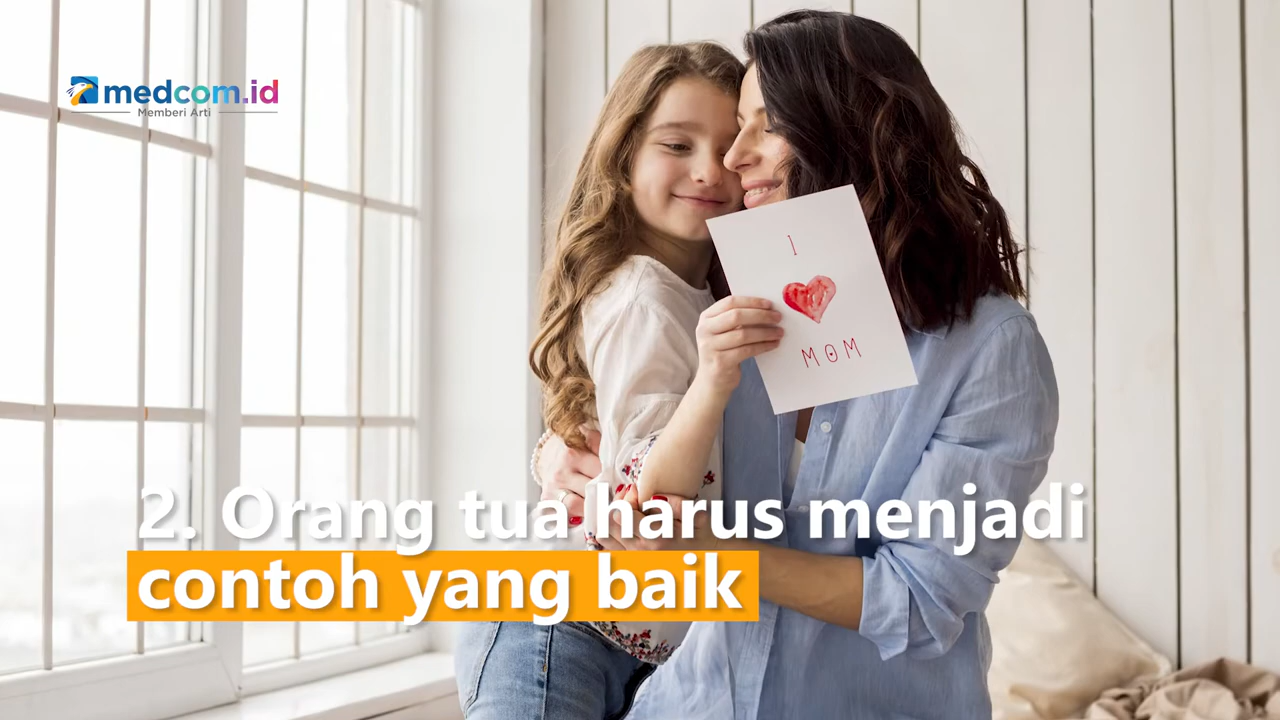 medcom.id
Memberi Arti
I
MOM
2. Orang tua harus menjadi
contoh yang baik